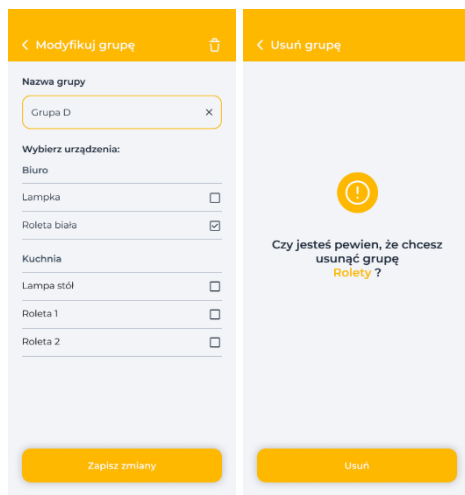 Modyfikuj grupę
Nazwa grupy
Grupa D
Wybierz urządzenia:
Biuro
Lampka
Roleta biała
Kuchnia
Lampa stół
Roleta 1
Roleta 2
Zapisz zmiany
Usuń grupę
Czy jesteś pewien, że chcesz
usunąć grupę
Rolety ?
Usuń